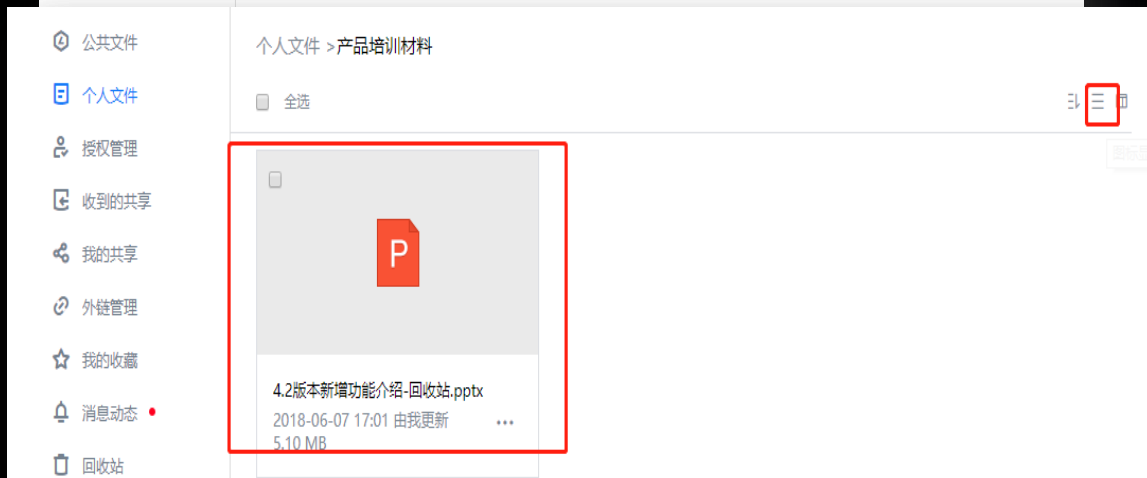 公共文件
个人文件
授权管理
收到的共享
我的共享
外链管理
我的收藏
消息动态
回收站
个人文件 >产品培训材料
全选
P
4.2版本新增功能介绍-回收站.pptx
2018-06-07 17:01 由我更新
5.10 MB